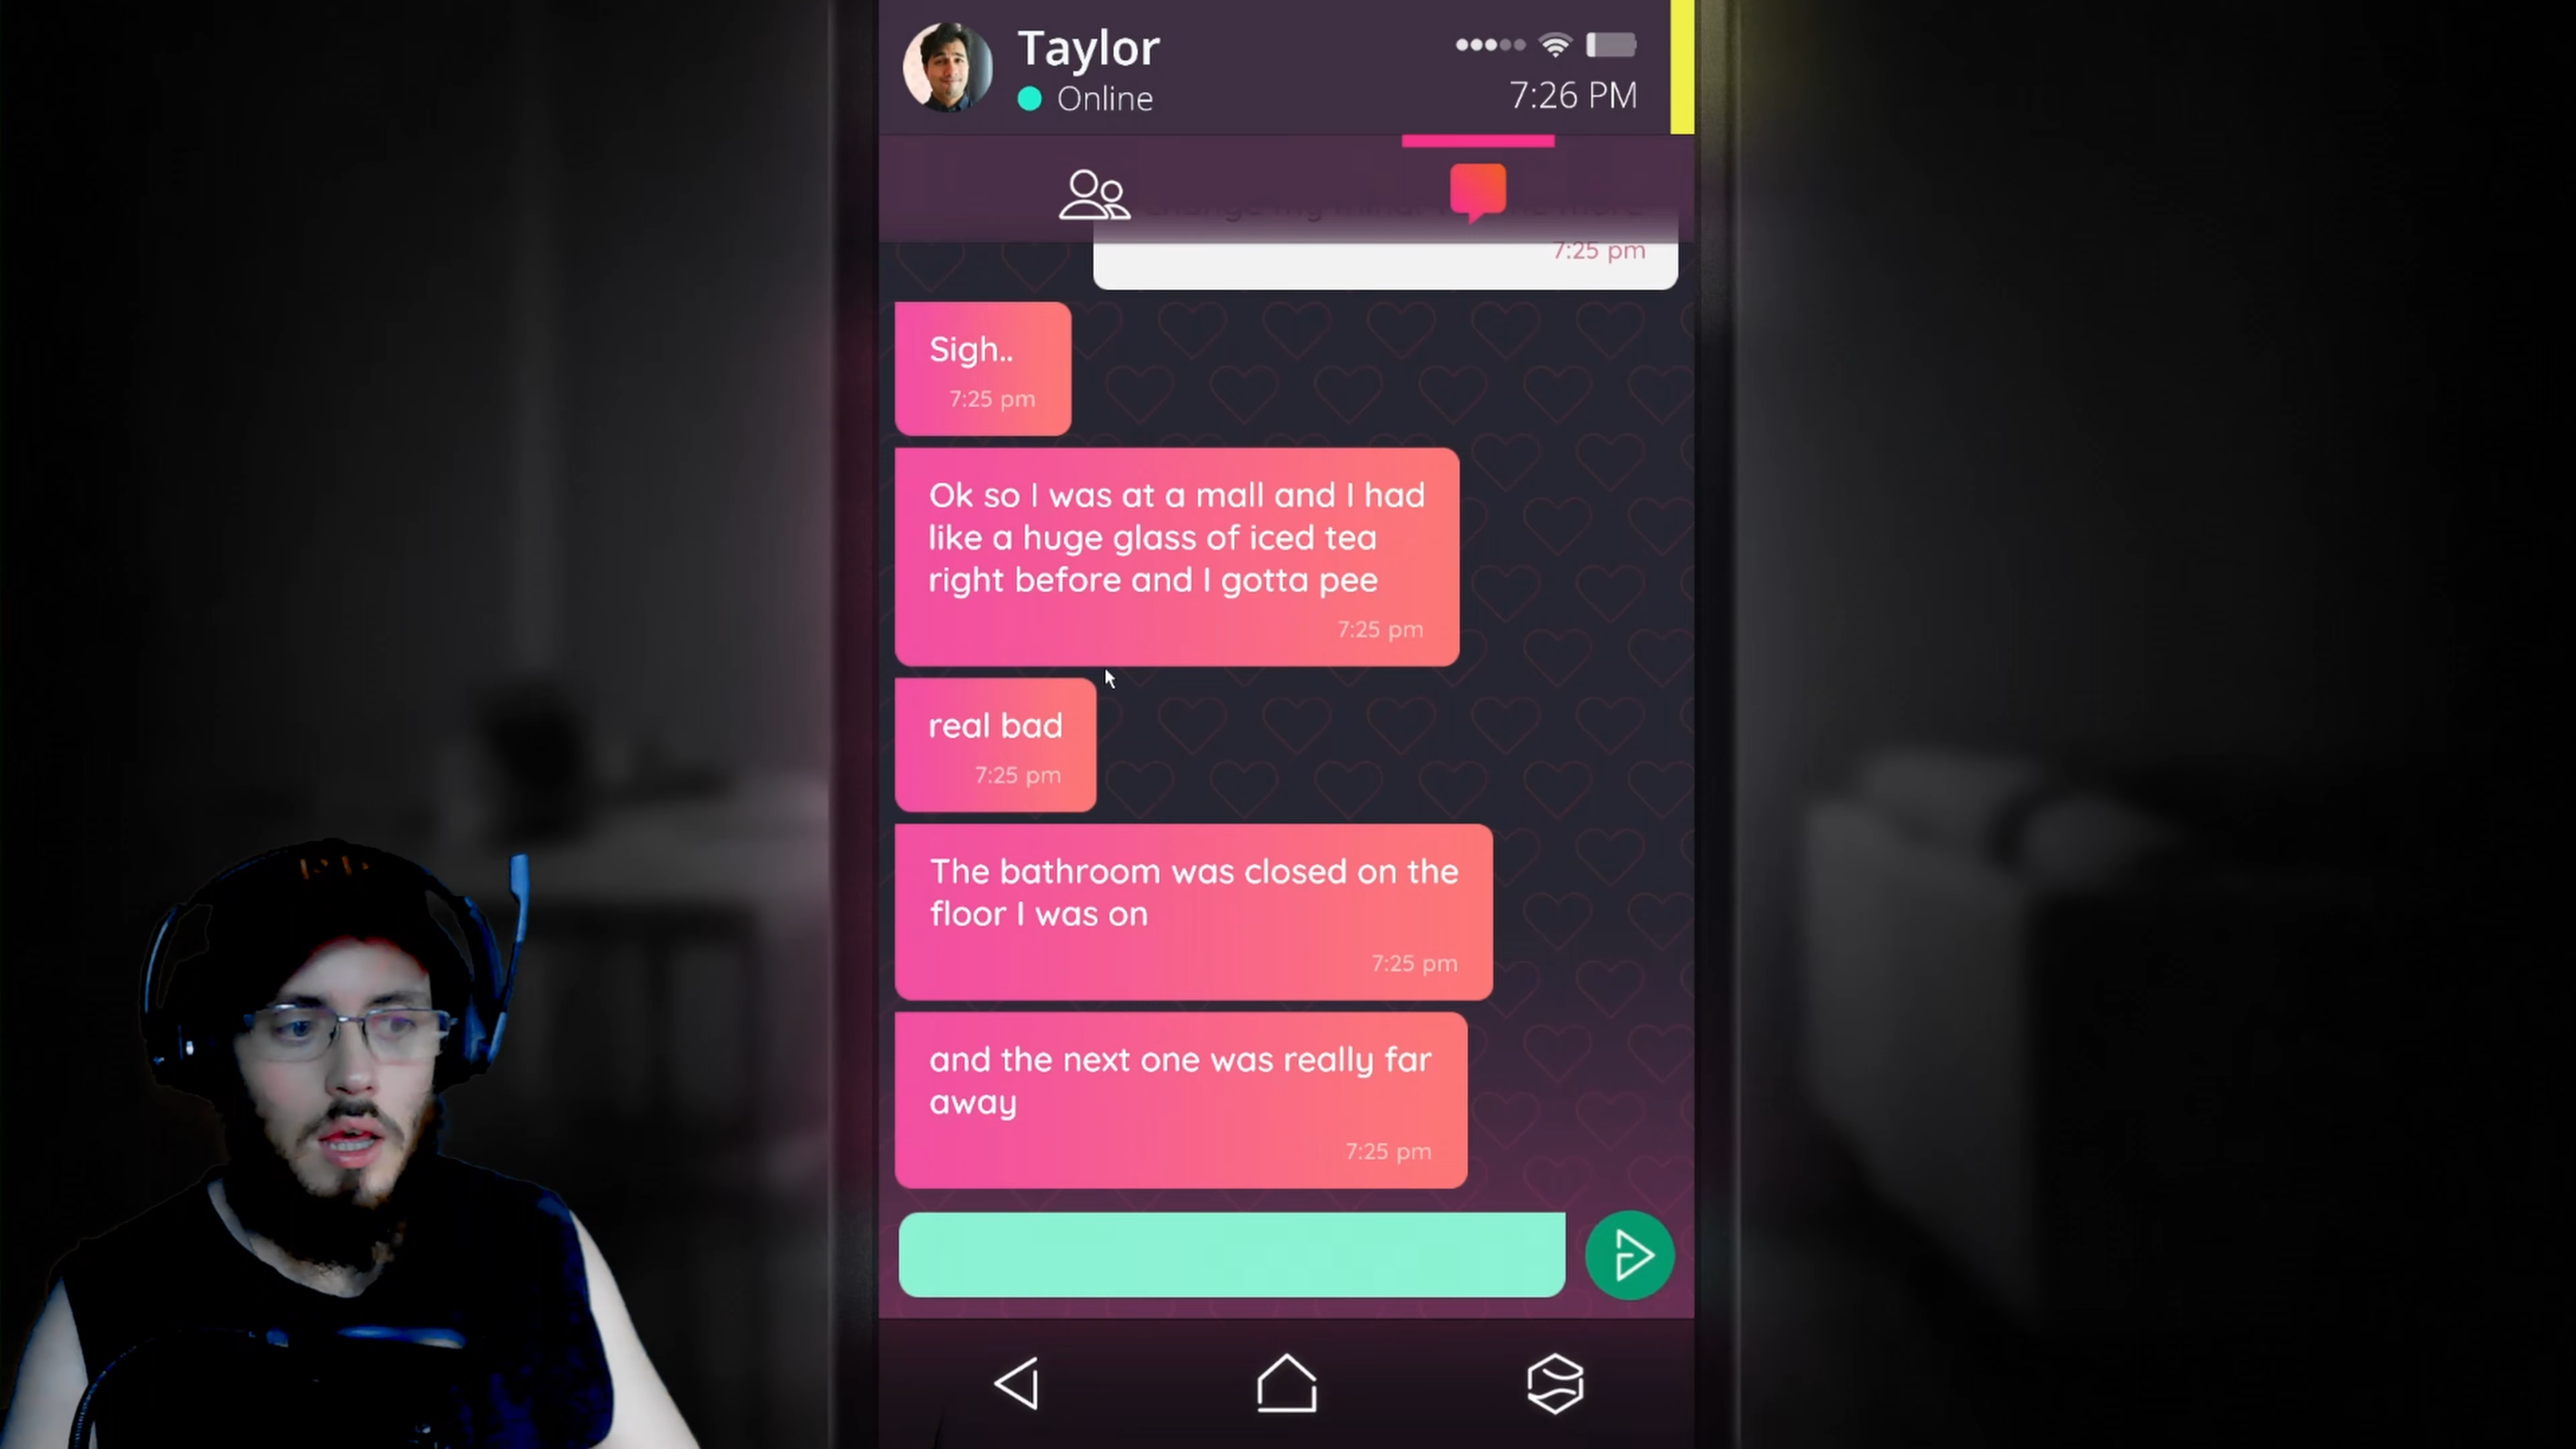 Taylor
Online
7:26 PM
7:25 pm
Sigh..
7:25 pm
Ok so I was at a mall and I had
like a huge glass of iced tea
right before and I gotta pee
7:25 pm
real bad
7:25 pm
The bathroom was closed on the
floor I was on
7:25 pm
and the next one was really far
away
7:25 pm